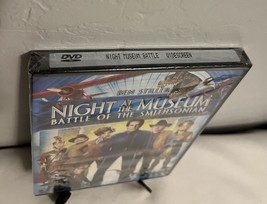 DVD NIGHT MUSEUM BATTLE WIDESCREEN
BEN STILLER
NIGHT AT THE MUSEUM
BATTLE OF THE SMITHSONIAN